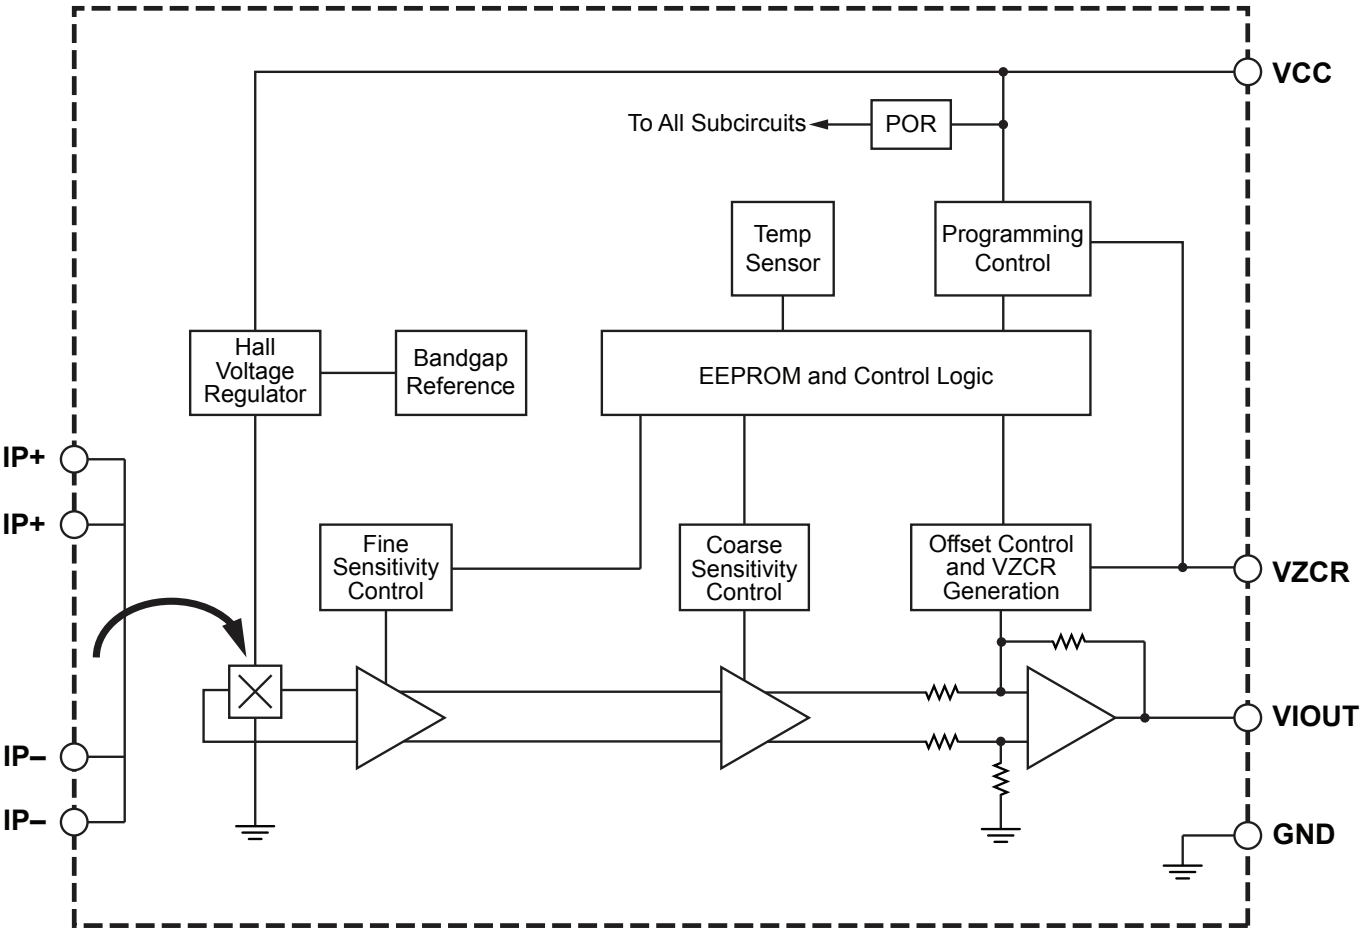 VCC
To All Subcircuits
POR
Temp
Sensor
Programming
Control
Hall
Voltage
Regulator
Bandgap
Reference
EEPROM and Control Logic
IP+
IP+
Fine
Sensitivity
Control
Coarse
Sensitivity
Control
Offset Control
and VZCR
Generation
VZCR
VIOUT
IP–
IP–
GND